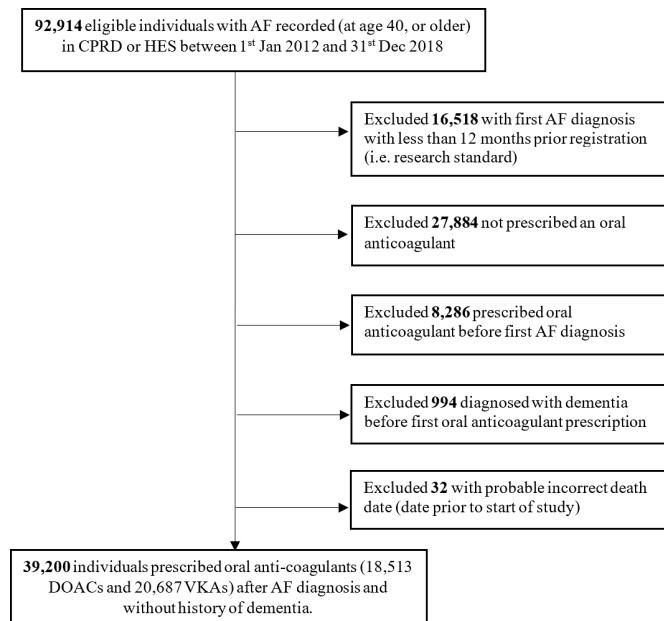 92,914 eligible individuals with AF recorded (at age 40, or older)
in CPRD or HES between 1st Jan 2012 and 31st Dec 2018
Excluded 16,518 with first AF diagnosis
with less than 12 months prior registration
(i.e. research standard)
Excluded 27,884 not prescribed an oral
anticoagulant
Excluded 8,286 prescribed oral
anticoagulant before first AF diagnosis
Excluded 994 diagnosed with dementia
before first oral anticoagulant prescription
Excluded 32 with probable incorrect death
date (date prior to start of study)
39,200 individuals prescribed oral anti-coagulants (18,513
DOACs and 20,687 VKAs) after AF diagnosis and
without history of dementia.